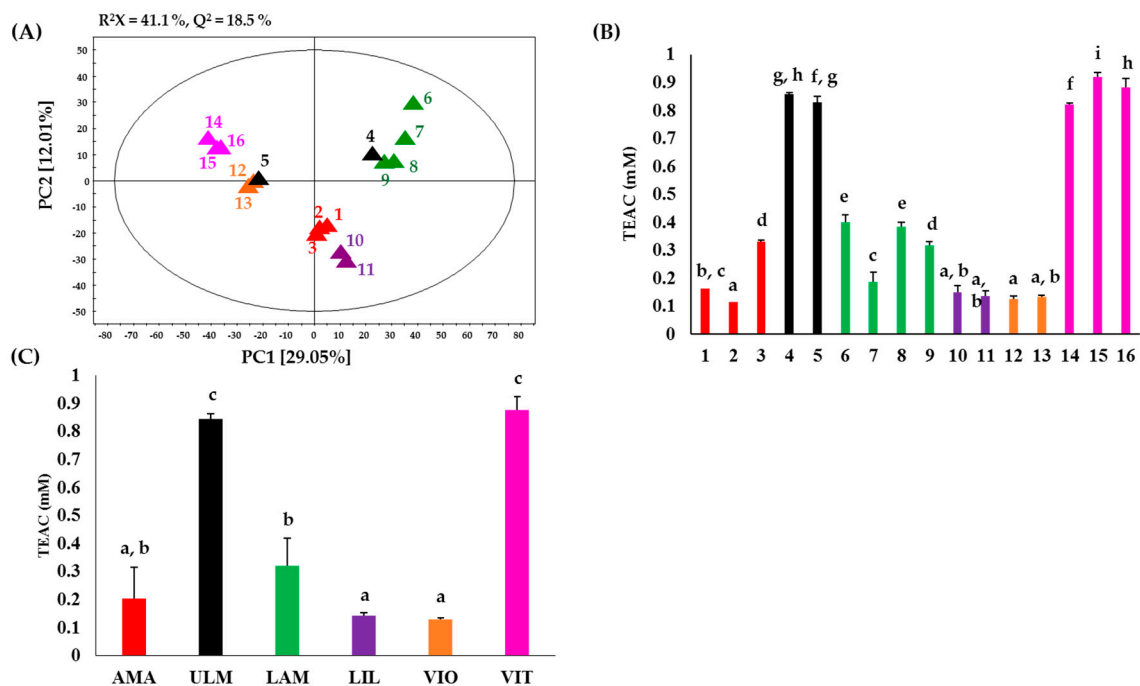 R²X = 41.1 %, Q² = 18.5 %
(A)
50
40
30
20
10
0
-10
-20
-30
-40
-50
PC2 [12.01%]
14
16
15
12
5
13
4
6
7
8
9
2
1
3
10
11
-80 -70 -60 -50 -40 -30 -20 -10 0 10 20 30 40 50 60 70 80
PC1 [29.05%]
(B)
1
0.9
0.8
0.7
0.6
0.5
0.4
0.3
0.2
0.1
0
TEAC (mM)
b, c
a
d
g, h
f, g
e
c
e
d
a, b
a,
b
a
a, b
f
i
h
1 2 3 4 5 6 7 8 9 10 11 12 13 14 15 16
(C)
1
0.9
0.8
0.7
0.6
0.5
0.4
0.3
0.2
0.1
0
TEAC (mM)
a, b
c
b
a
a
c
AMA ULM LAM LIL VIO VIT